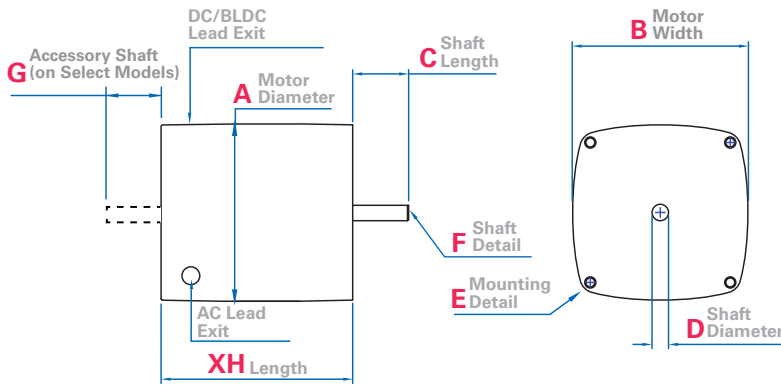 DC/BLDC
Lead Exit
G Accessory Shaft
(on Select Models)
A Motor
Diameter
C Shaft
Length
B Motor
Width
F Shaft
Detail
E Mounting
Detail
AC Lead
Exit
D Shaft
Diameter
XH Length